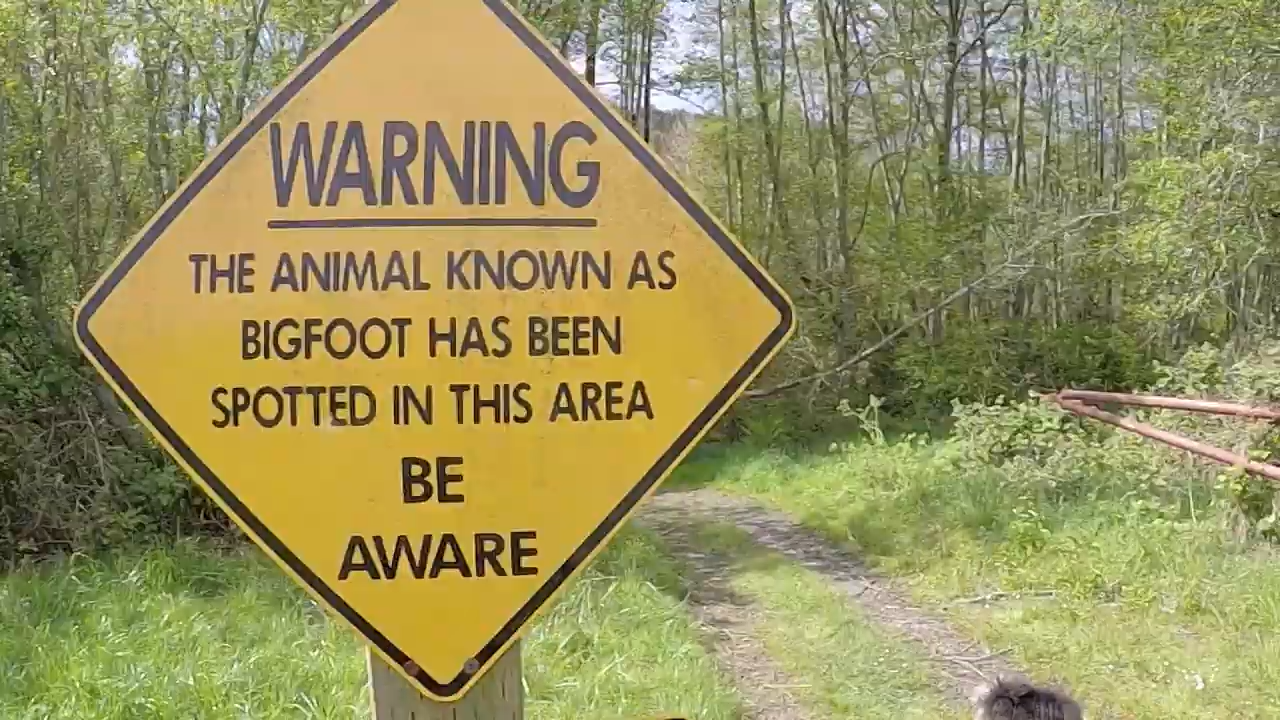 WARNING
THE ANIMAL KNOWN AS
BIGFOOT HAS BEEN
SPOTTED IN THIS AREA
BE
AWARE